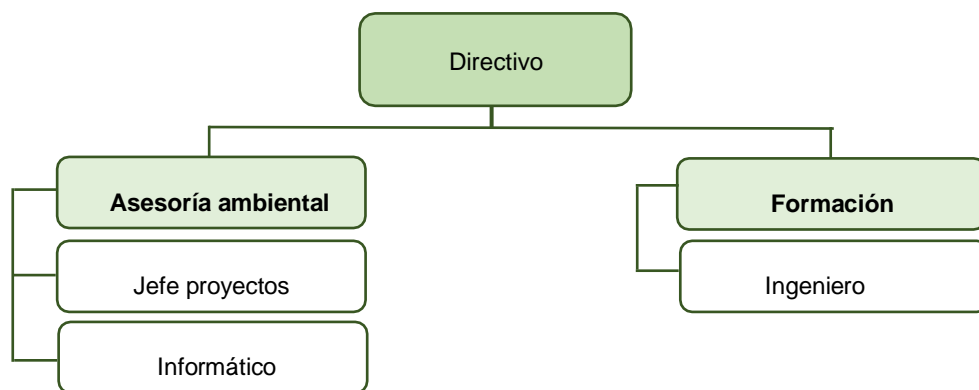 Directivo
Asesoría ambiental
Formación
Jefe proyectos
Ingeniero
Informático